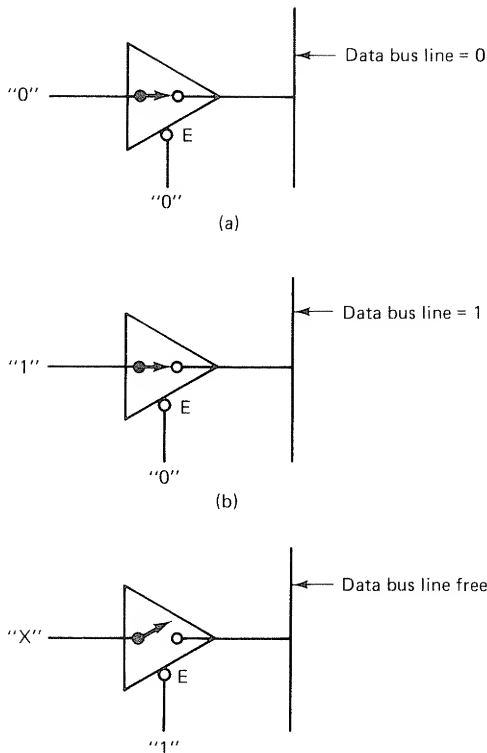 Data bus line = 0
"0"
E
"0"
(a)
Data bus line = 1
"1"
E
"0"
(b)
Data bus line free
"X"
E
"1"